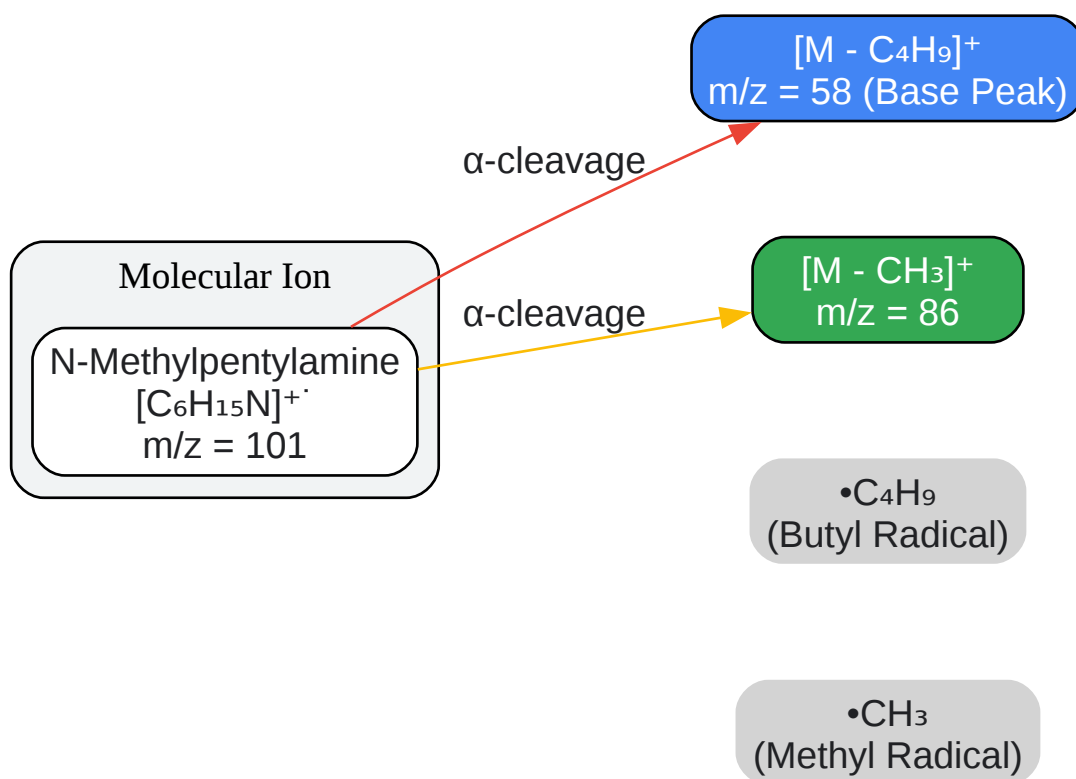 [M - C₄H₉]⁺
m/z = 58 (Base Peak)
α-cleavage
[M - CH₃]⁺
m/z = 86
Molecular Ion
α-cleavage
N-Methylpentylamine
[C₆H₁₅N]⁺˙
m/z = 101
•C₄H₉
(Butyl Radical)
•CH₃
(Methyl Radical)